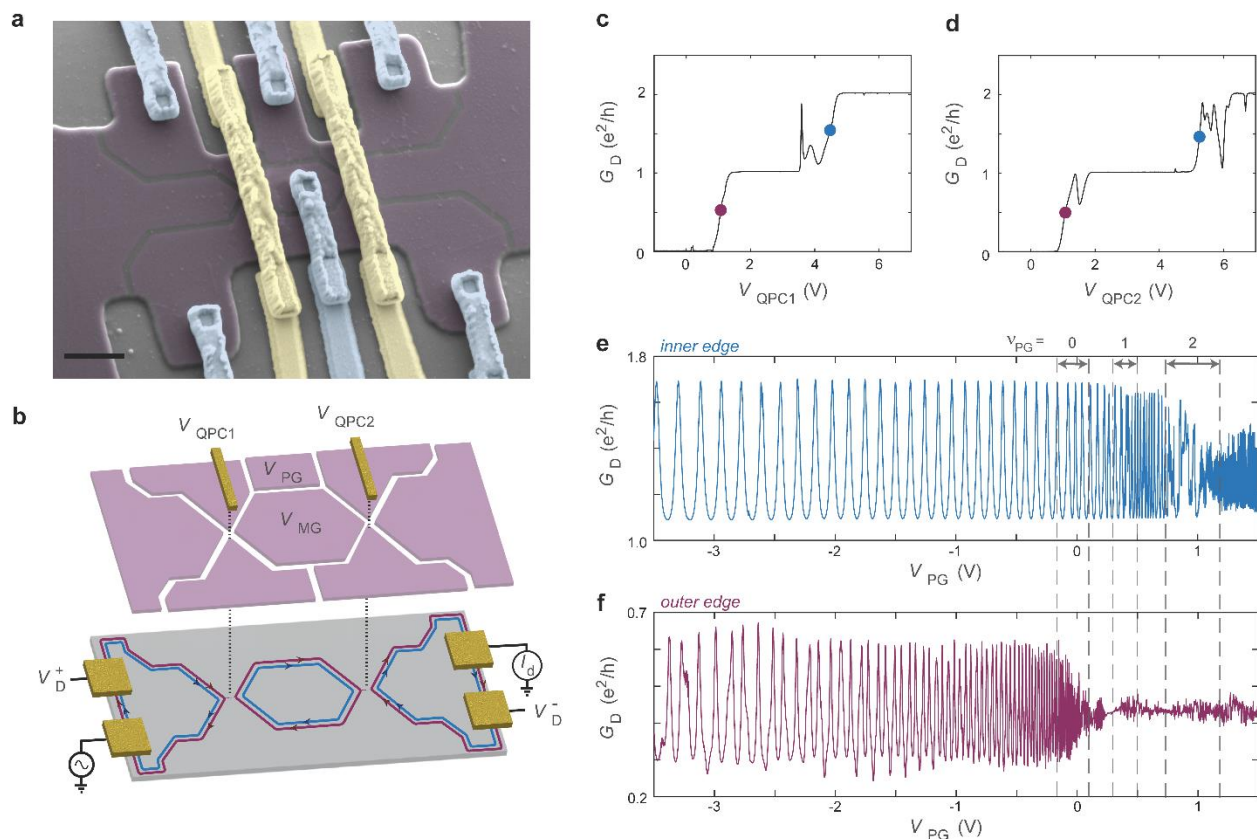 a
b
V QPC1
V QPC2
V PG
V MG
V D +
V D −
I d
c
G D (e²/h)
2
1
0
0
2
4
6
V QPC1 (V)
d
G D (e²/h)
2
1
0
0
2
4
6
V QPC2 (V)
e
inner edge
ν PG = 0 1 2
1.8
G D (e²/h)
1.0
-3
-2
-1
0
1
V PG (V)
f
outer edge
0.7
G D (e²/h)
0.2
-3
-2
-1
0
1
V PG (V)